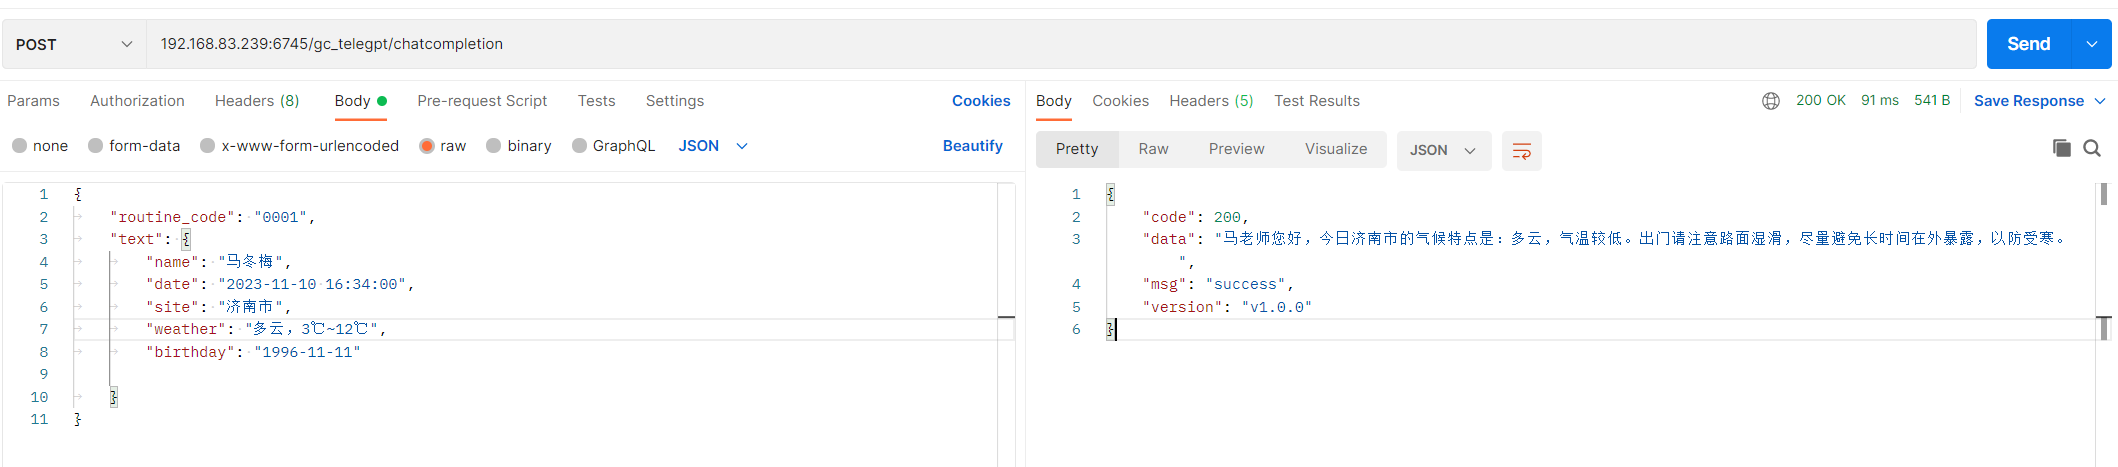 POST 192.168.83.239:6745/gc_telegpt/chatcompletion Send
Params Authorization Headers (8) Body Pre-request Script Tests Settings Cookies
none form-data x-www-form-urlencoded raw binary GraphQL JSON Beautify
1 {
2 "routine_code": "0001",
3 "text": {
4 "name": "马冬梅",
5 "date": "2023-11-10 16:34:00",
6 "site": "济南市",
7 "weather": "多云，3℃~12℃",
8 "birthday": "1996-11-11"
9
10 }
11 }
Body Cookies Headers (5) Test Results 200 OK 91 ms 541 B Save Response
Pretty Raw Preview Visualize JSON
1 {
2 "code": 200,
3 "data": "马老师您好，今日济南市的气候特点是：多云，气温较低。出门请注意路面湿滑，尽量避免长时间在外暴露，以防受寒。
",
4 "msg": "success",
5 "version": "v1.0.0"
6 }